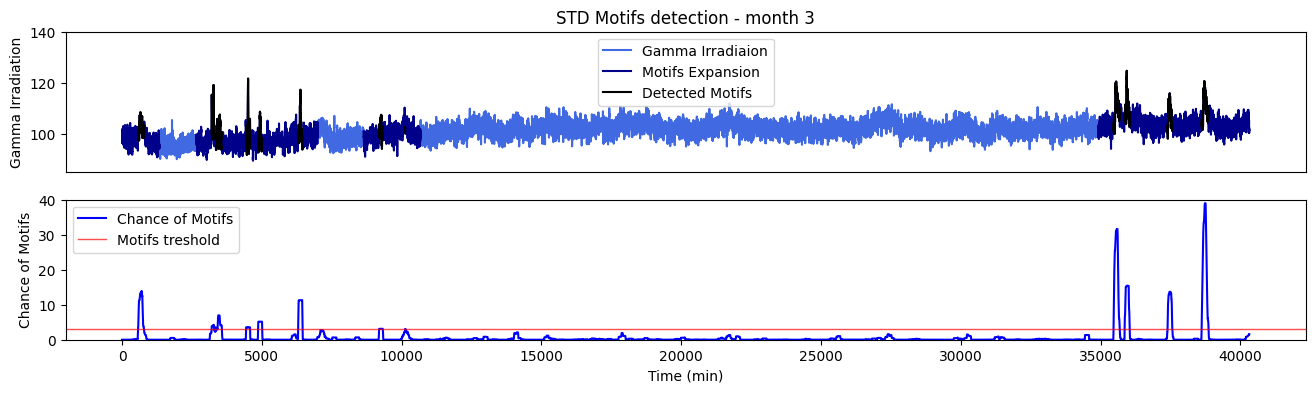 STD Motifs detection - month 3
Gamma Irradiation
140
120
100
Gamma Irradiaion
Motifs Expansion
Detected Motifs
Chance of Motifs
40
30
20
10
0
Chance of Motifs
Motifs treshold
0
5000
10000
15000
20000
25000
30000
35000
40000
Time (min)